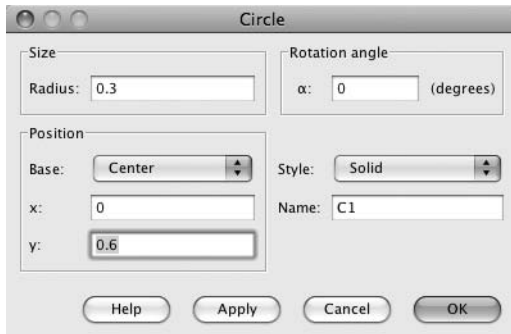 Circle
Size
Radius: 0.3
Rotation angle
α: 0 (degrees)
Position
Base: Center
x: 0
y: 0.6
Style: Solid
Name: C1
Help Apply Cancel OK